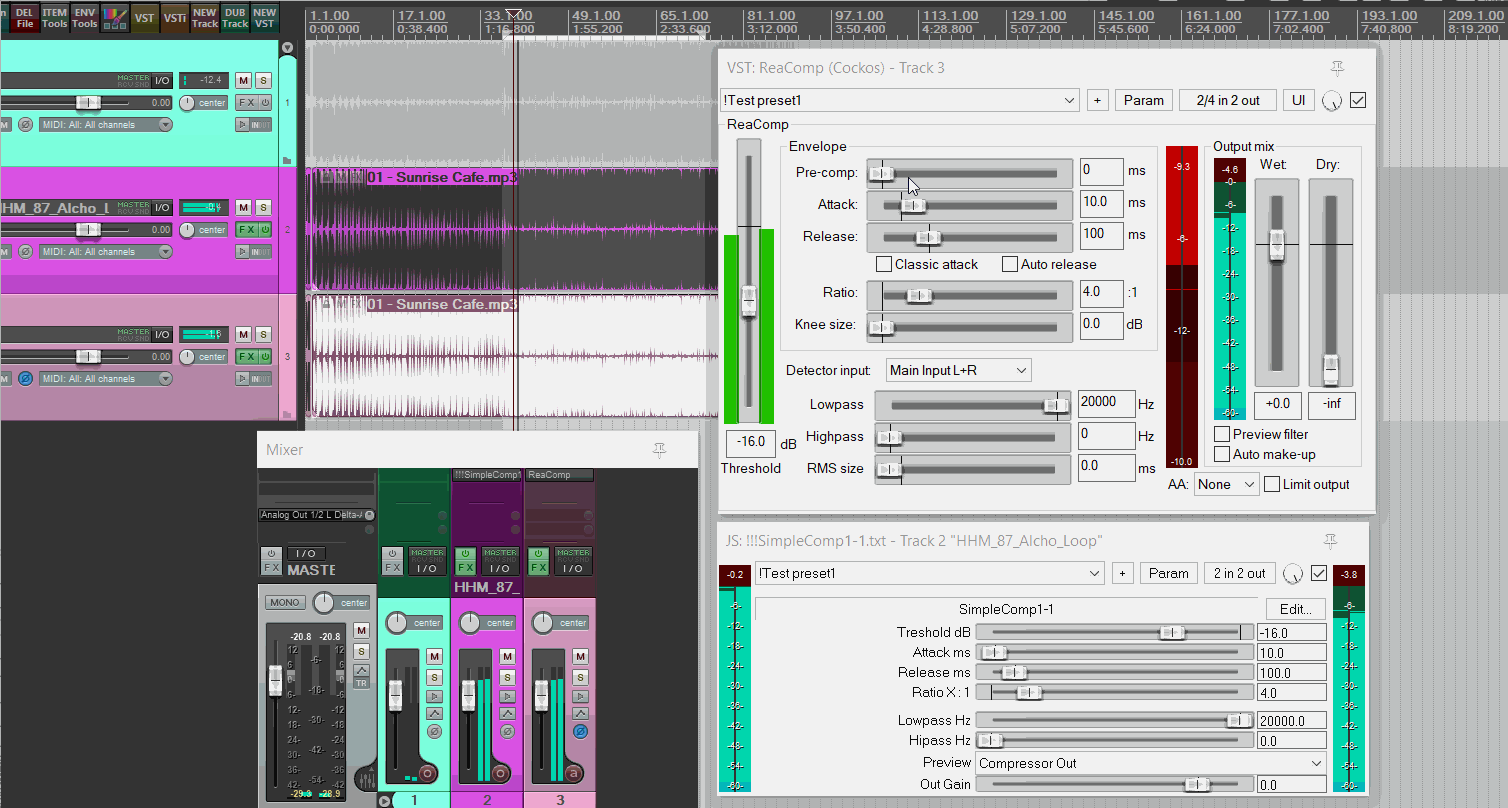 DEL File
ITEM Tools
ENV Tools
VST
VSTi
NEW Track
DUB Track
NEW VST
1.1.00 17.1.00 33.1.00 49.1.00 65.1.00 81.1.00 97.1.00 113.1.00 129.1.00 145.1.00 161.1.00 177.1.00 193.1.00 209.1.00
0:00.000 0:38.400 1:16.800 1:55.200 2:33.600 3:12.000 3:50.400 4:28.800 5:07.200 5:45.600 6:24.000 7:02.400 7:40.800 8:19.200
MASTER I/O -12.4 M S
0.00 center FX
MIDI: All: All channels
1
HHM_87_Alcho_L MASTER I/O M S
0.00 center FX
MIDI: All: All channels
2
MASTER I/O M S
0.00 center FX
MIDI: All: All channels
3
01 - Sunrise Cafe.mp3
01 - Sunrise Cafe.mp3
VST: ReaComp (Cockos) - Track 3
!Test preset1 + Param 2/4 in 2 out UI
ReaComp
Envelope
Pre-comp: 0 ms
Attack: 10.0 ms
Release: 100 ms
Classic attack Auto release
Ratio: 4.0 :1
Knee size: 0.0 dB
Detector input: Main Input L+R
Lowpass 20000 Hz
Highpass 0 Hz
RMS size 0.0 ms
-16.0 dB
Threshold
-9.3
-6-
-12-
-10.0
Output mix
Wet: Dry:
-4.6
-0-
-6-
-12-
-18-
-24-
-30-
-36-
-42-
-48-
-54-
-60-
+0.0 -inf
Preview filter
Auto make-up
AA: None Limit output
Mixer
!!!SimpleComp1
ReaComp
Analog Out 1/2 L Delta-
I/O
FX
MASTE
MONO center
-20.8 -20.8
M
S
TR
-29.3 -28.9
FX MASTER I/O
FX MASTER I/O
FX MASTER I/O
HHM_87_
center center center
M M M
S S S
1 2 3
JS: !!!SimpleComp1-1.txt - Track 2 "HHM_87_Alcho_Loop"
-0.2
!Test preset1 + Param 2 in 2 out
-3.8
SimpleComp1-1 Edit...
Treshold dB -16.0
Attack ms 10.0
Release ms 100.0
Ratio X : 1 4.0
Lowpass Hz 20000.0
Hipass Hz 0.0
Preview Compressor Out
Out Gain 0.0